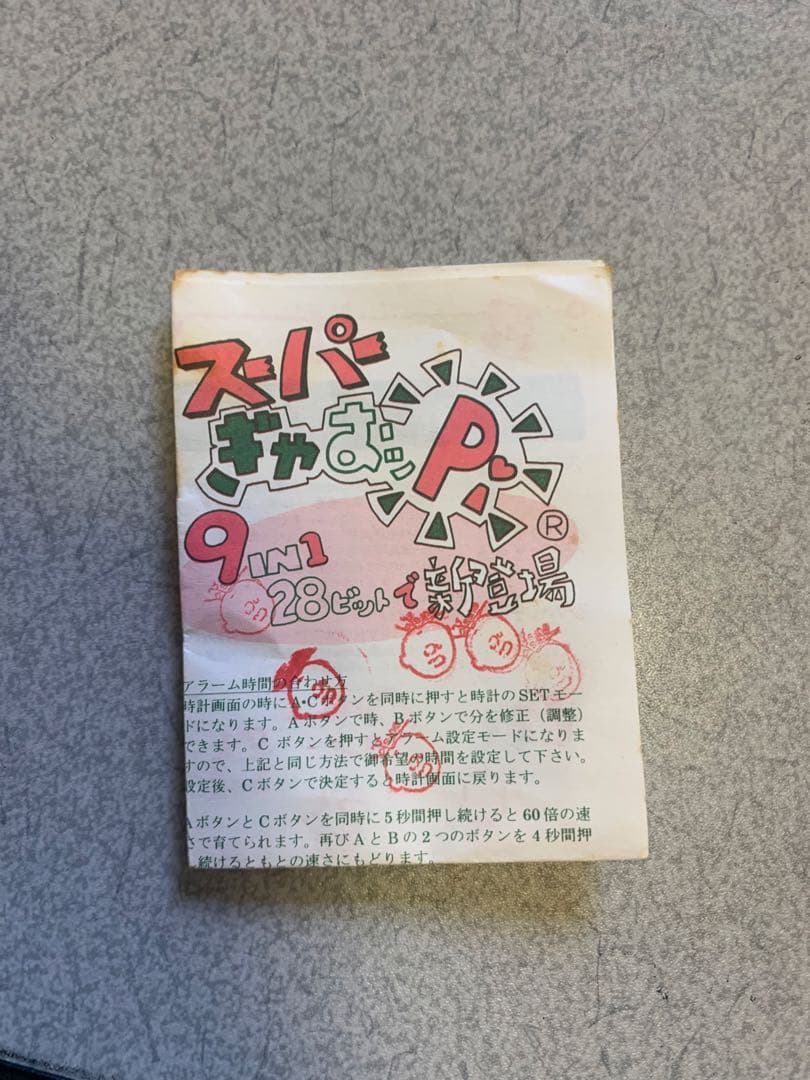 スーパー
ぎゃおッP.
®
9 IN 1
28ビットで新登場
アラーム時間の合わせ方
時計画面の時にA・Cボタンを同時に押すと時計のSETモー
ドになります。Aボタンで時、Bボタンで分を修正（調整）
できます。C ボタンを押すとアラーム設定モードになりま
すので、上記と同じ方法で御希望の時間を設定して下さい。
設定後、Cボタンで決定すると時計画面に戻ります。
AボタンとCボタンを同時に5秒間押し続けると60倍の速
さで育てられます。再びAとBの2つのボタンを4秒間押
し続けるともとの速さにもどります。